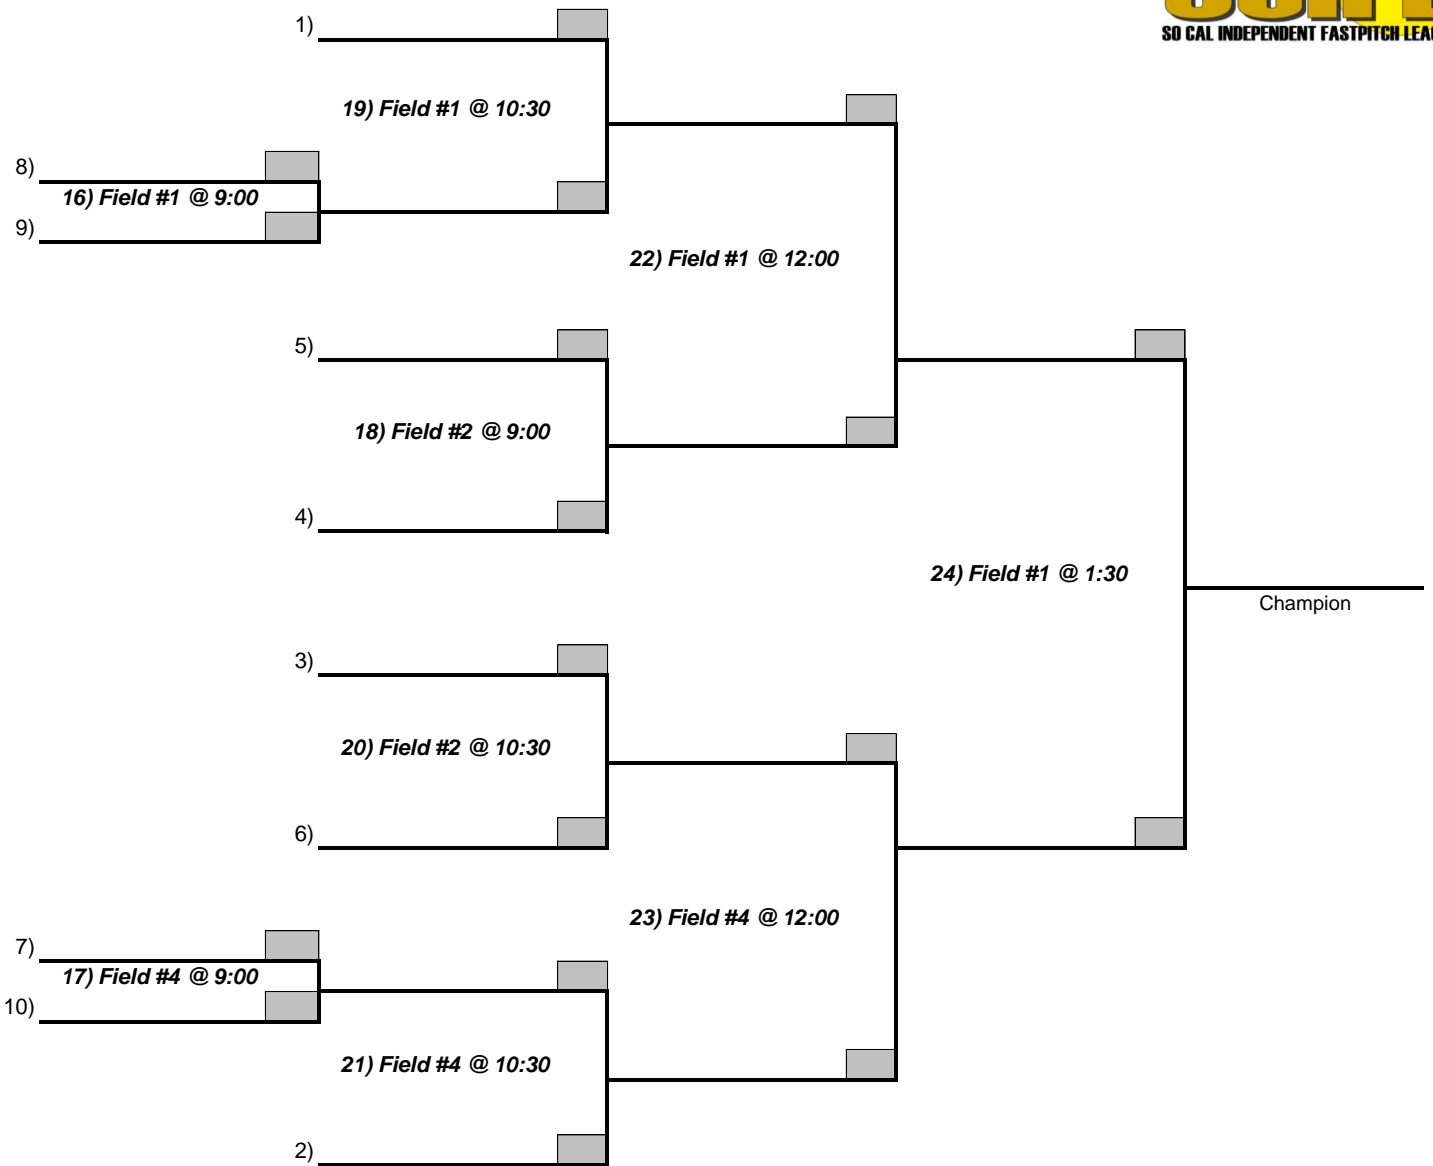 SO CAL INDEPENDENT FASTPITCH
1)
19) Field #1 @ 10:30
8)
16) Field #1 @ 9:00
9)
22) Field #1 @ 12:00
5)
18) Field #2 @ 9:00
4)
24) Field #1 @ 1:30
Champion
3)
20) Field #2 @ 10:30
6)
23) Field #4 @ 12:00
7)
17) Field #4 @ 9:00
10)
21) Field #4 @ 10:30
2)